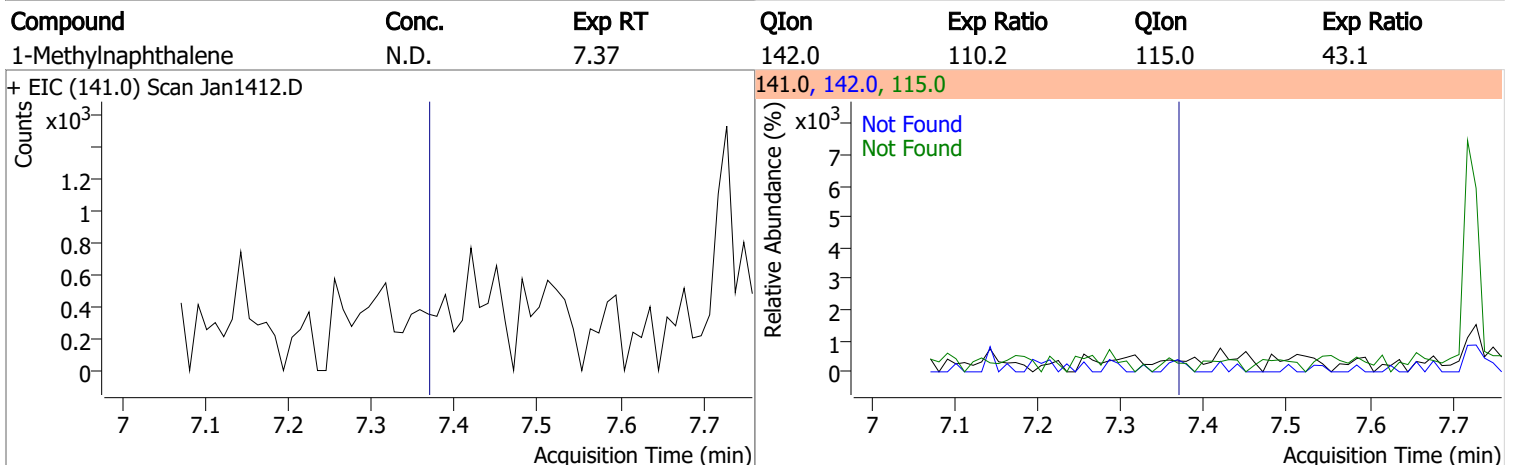 Compound Conc. Exp RT QIon Exp Ratio QIon Exp Ratio
1-Methylnaphthalene N.D. 7.37 142.0 110.2 115.0 43.1
+ EIC (141.0) Scan Jan1412.D
Counts
x10³
1.2
1
0.8
0.6
0.4
0.2
0
7 7.1 7.2 7.3 7.4 7.5 7.6 7.7
Acquisition Time (min)
141.0, 142.0, 115.0
Relative Abundance (%)
x10³
Not Found
Not Found
7
6
5
4
3
2
1
0
7 7.1 7.2 7.3 7.4 7.5 7.6 7.7
Acquisition Time (min)